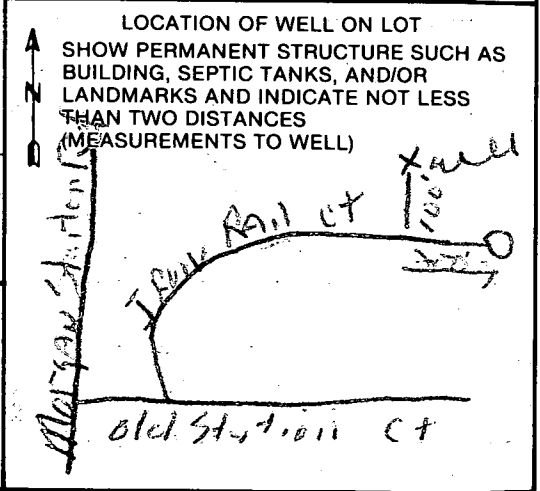 LOCATION OF WELL ON LOT
SHOW PERMANENT STRUCTURE SUCH AS
BUILDING, SEPTIC TANKS, AND/OR
N LANDMARKS AND INDICATE NOT LESS
THAN TWO DISTANCES
(MEASUREMENTS TO WELL)
X well
100'
Rail Ct
Morgan Station
Old Station Ct